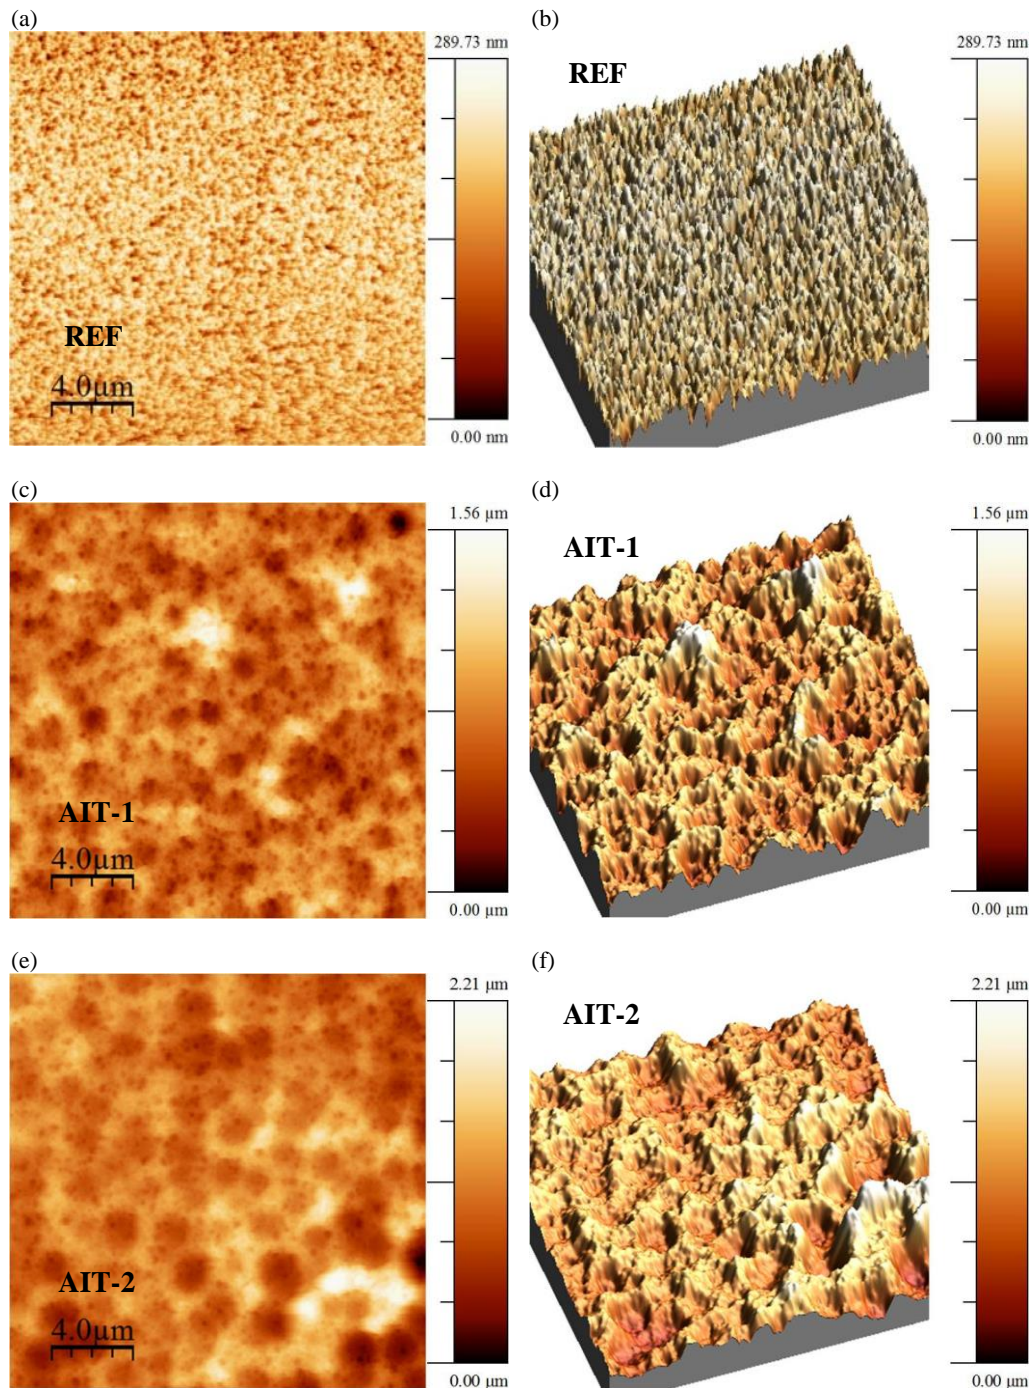 (a)
289.73 nm
REF
4.0µm
0.00 nm
(b)
289.73 nm
REF
0.00 nm
(c)
1.56 µm
AIT-1
4.0µm
0.00 µm
(d)
1.56 µm
AIT-1
0.00 µm
(e)
2.21 µm
AIT-2
4.0µm
0.00 µm
(f)
2.21 µm
AIT-2
0.00 µm